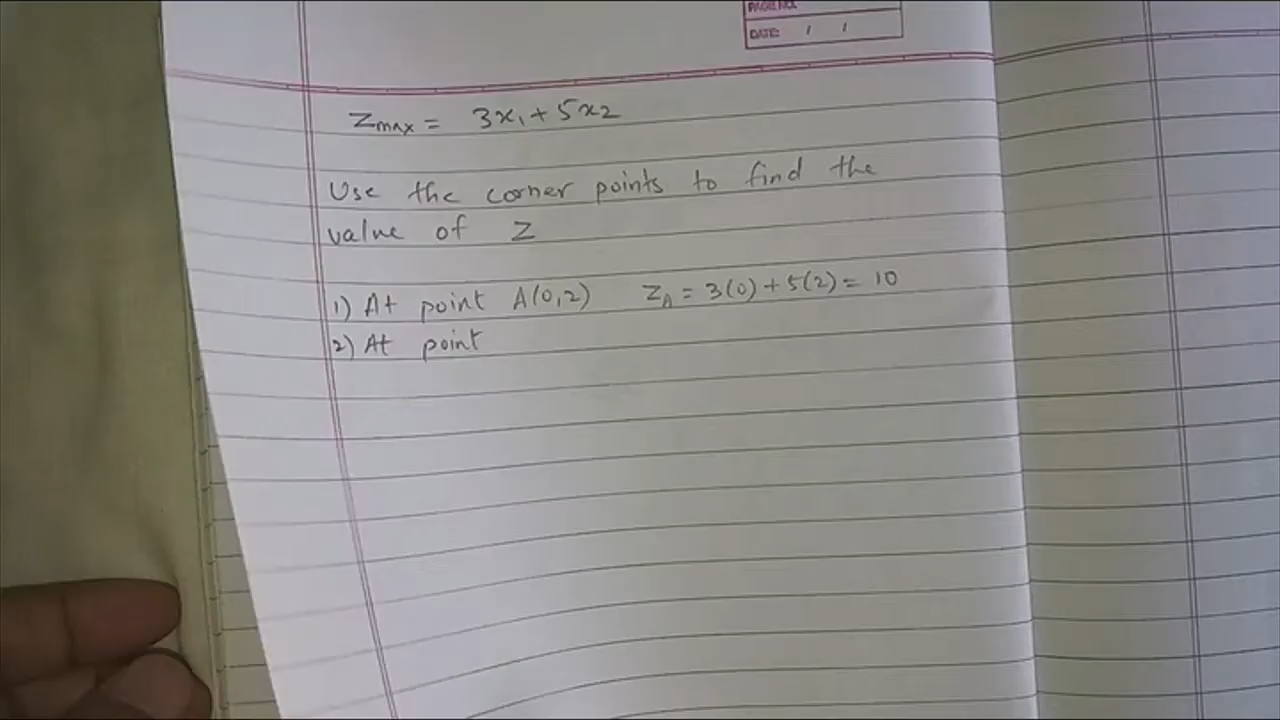 PAGE NO.
DATE: / /
Zmax = 3x1 + 5x2
Use the corner points to find the
value of Z
1) At point A(0,2) ZA = 3(0) + 5(2) = 10
2) At point